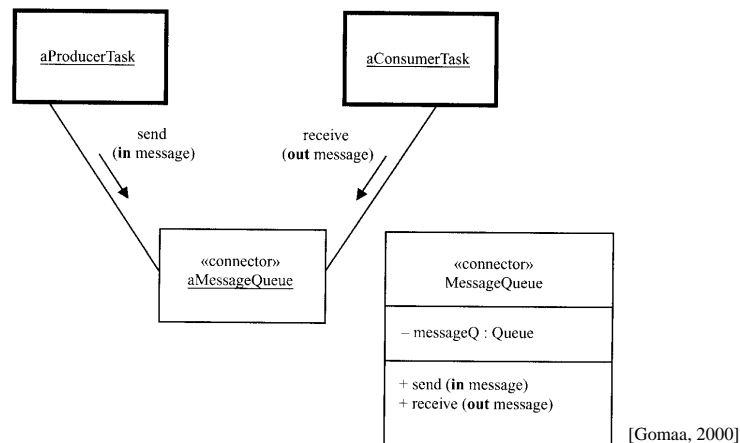 aProducerTask
aConsumerTask
send
(in message)
receive
(out message)
«connector»
aMessageQueue
«connector»
MessageQueue
– messageQ : Queue
+ send (in message)
+ receive (out message)
[Gomaa, 2000]